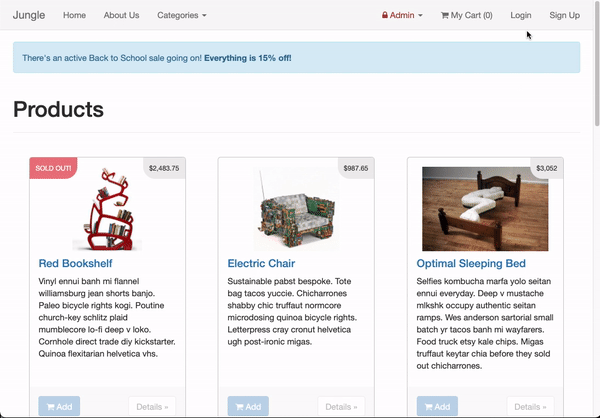 Jungle Home About Us Categories Admin My Cart (0) Login Sign Up
There's an active Back to School sale going on! Everything is 15% off!
Products
SOLD OUT! $2,483.75
$987.65
$3,052
Red Bookshelf
Vinyl ennui banh mi flannel
williamsburg jean shorts banjo.
Paleo bicycle rights kogi. Poutine
church-key schlitz plaid
mumblecore lo-fi deep v loko.
Cornhole direct trade diy kickstarter.
Quinoa flexitarian helvetica vhs.
Add Details »
Electric Chair
Sustainable pabst bespoke. Tote
bag tacos yuccie. Chicharrones
shabby chic truffaut normcore
microdosing quinoa bicycle rights.
Letterpress cray cronut helvetica
ugh post-ironic migas.
Add Details »
Optimal Sleeping Bed
Selfies kombucha marfa yolo seitan
ennui everyday. Deep v mustache
mlkshk occupy authentic seitan
ramps. Wes anderson sartorial small
batch yr tacos banh mi wayfarers.
Food truck etsy kale chips. Migas
truffaut keytar chia before they sold
out chicharrones.
Add Details »